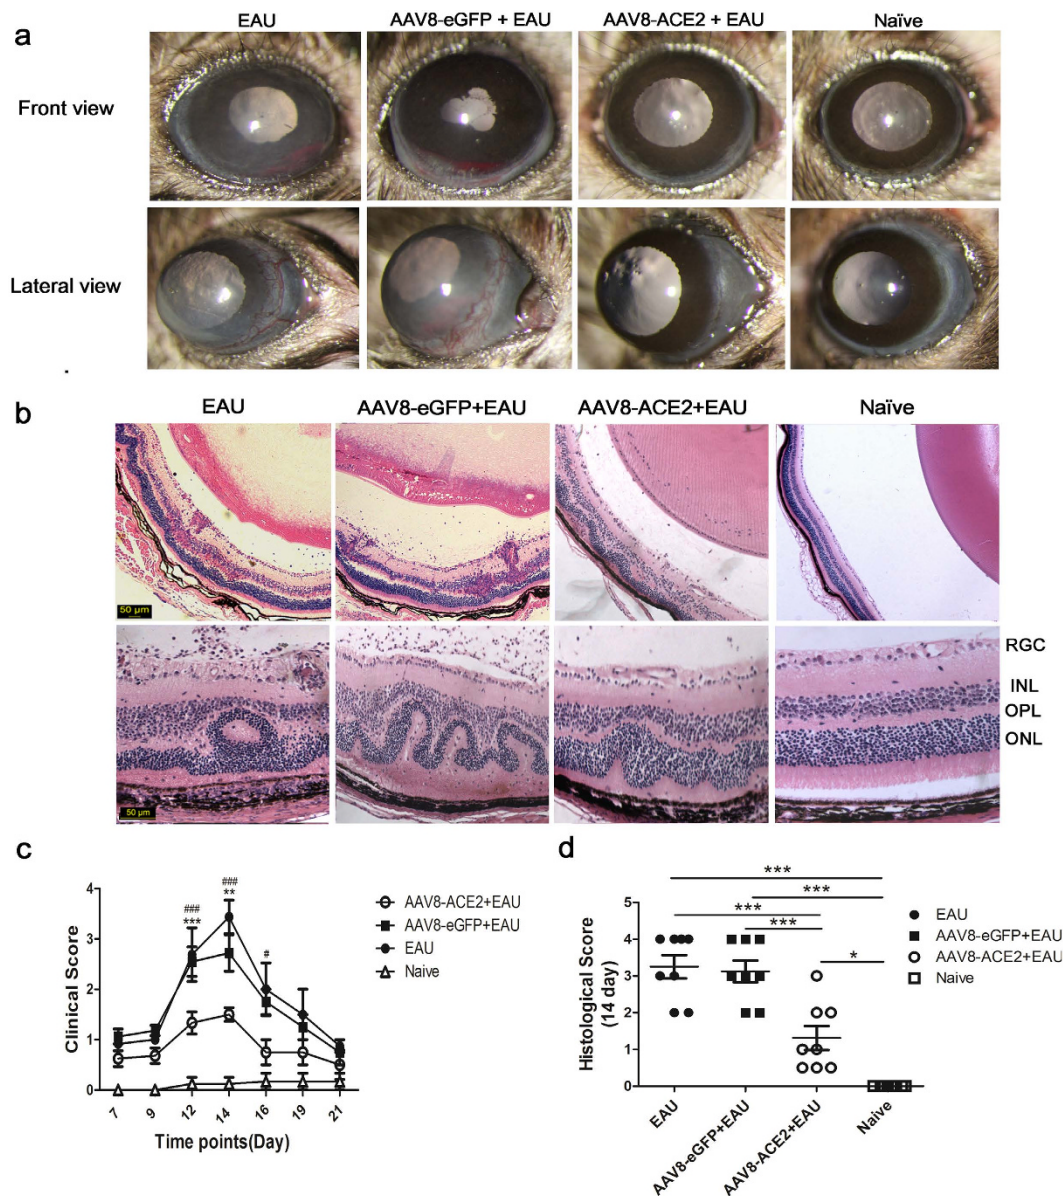 a
EAU
AAV8-eGFP + EAU
AAV8-ACE2 + EAU
Naïve
Front view
Lateral view
b
EAU
AAV8-eGFP+EAU
AAV8-ACE2+EAU
Naïve
50 µm
50 µm
RGC
INL
OPL
ONL
c
Clinical Score
4
3
2
1
0
###
***
###
**
#
7
9
12
14
16
19
21
Time points(Day)
AAV8-ACE2+EAU
AAV8-eGFP+EAU
EAU
Naive
d
Histological Score
(14 day)
5
4
3
2
1
0
***
***
***
***
*
EAU
AAV8-eGFP+EAU
AAV8-ACE2+EAU
Naive
EAU
AAV8-eGFP+EAU
AAV8-ACE2+EAU
Naive